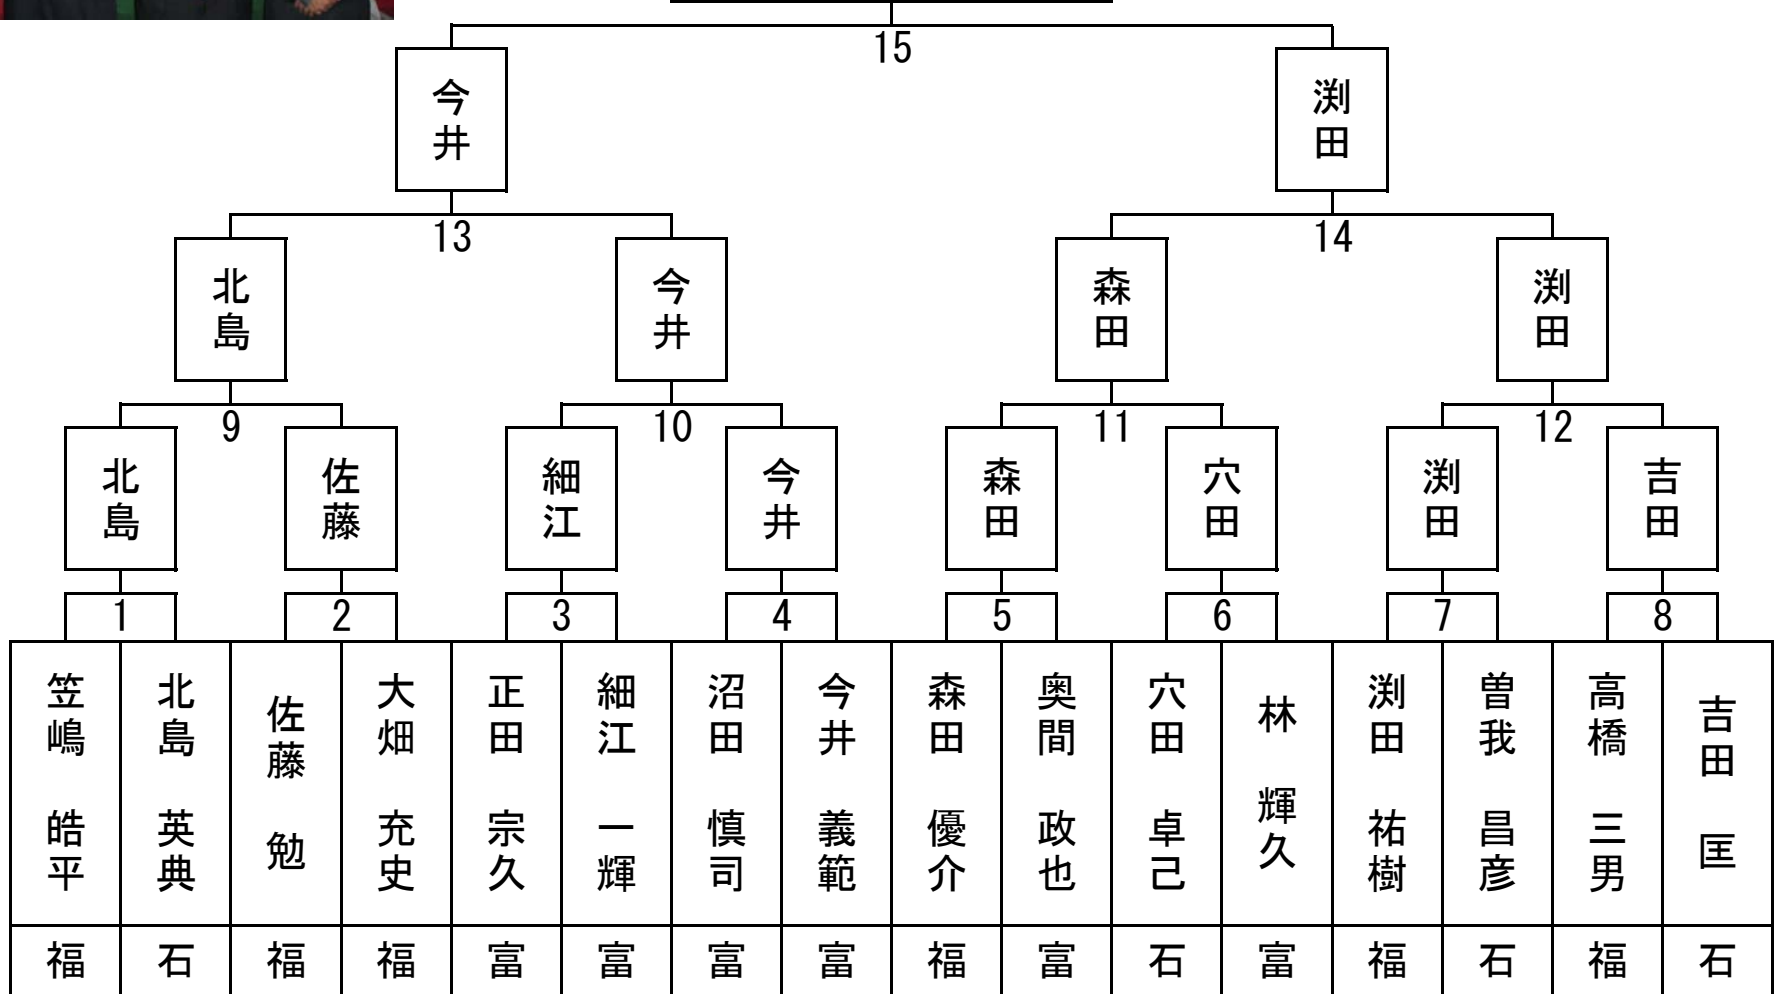 15
今井
渕田
13
14
北島
今井
森田
渕田
9
10
11
12
北島
佐藤
細江
今井
森田
穴田
渕田
吉田
1
2
3
4
5
6
7
8
笠嶋 皓平
北島 英典
佐藤 勉
大畑 充史
正田 宗久
細江 一輝
沼田 慎司
今井 義範
森田 優介
奥間 政也
穴田 卓己
林 輝久
渕田 祐樹
曽我 昌彦
高橋 三男
吉田 匡
福
石
福
福
富
富
富
富
福
富
石
富
福
石
福
石